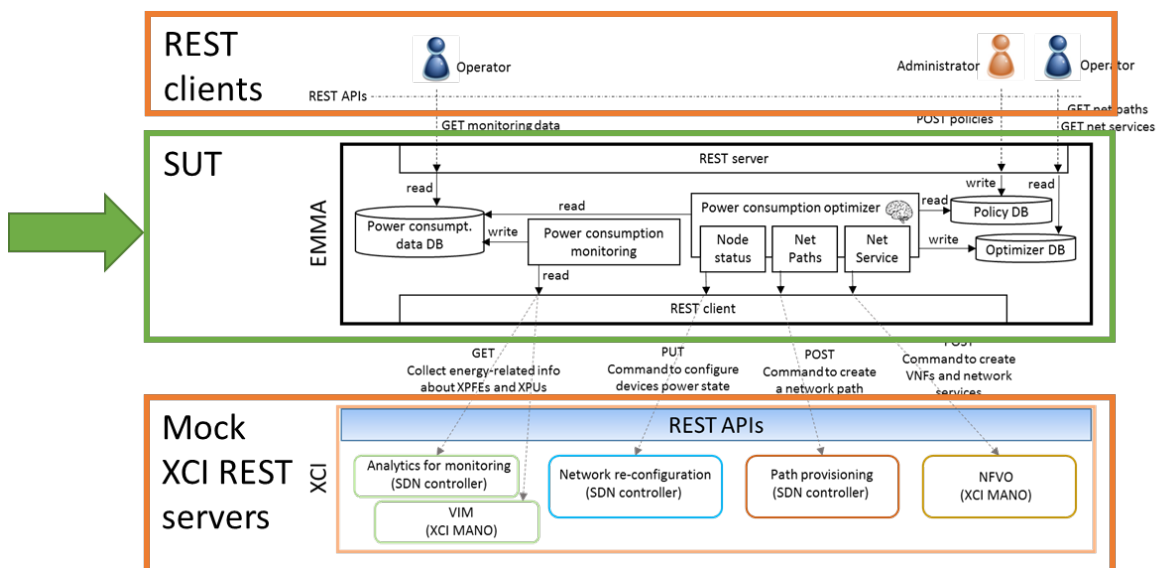 REST
clients
Operator
Administrator
Operator
REST APIs
GET monitoring data
POST policies
GET net paths
GET net services
SUT
EMMA
REST server
read
write
read
Power consumpt.
data DB
read
write
Power consumption
monitoring
read
Power consumption optimizer
Node
status
Net
Paths
Net
Service
read
write
Policy DB
Optimizer DB
REST client
GET
Collect energy-related info
about XPFEs and XPUs
PUT
Command to configure
devices power state
POST
Command to create
a network path
POST
Command to create
VNFs and network
services
Mock
XCI REST
servers
XCI
REST APIs
Analytics for monitoring
(SDN controller)
VIM
(XCI MANO)
Network re-configuration
(SDN controller)
Path provisioning
(SDN controller)
NFVO
(XCI MANO)